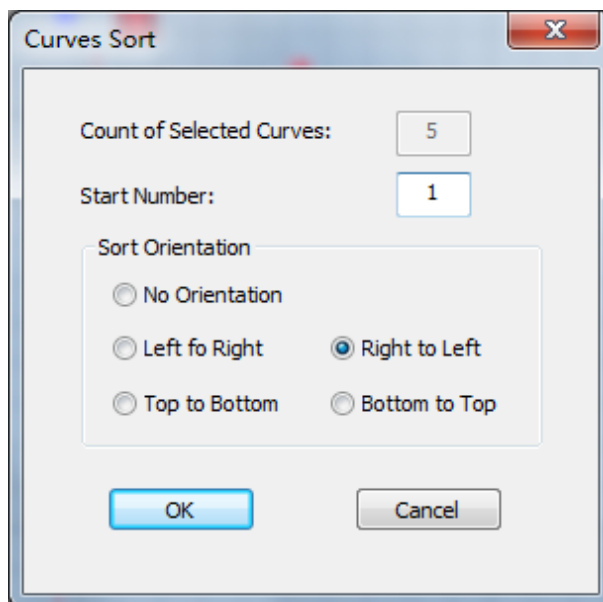 Curves Sort
Count of Selected Curves: 5
Start Number: 1
Sort Orientation
No Orientation
Left fo Right Right to Left
Top to Bottom Bottom to Top
OK Cancel